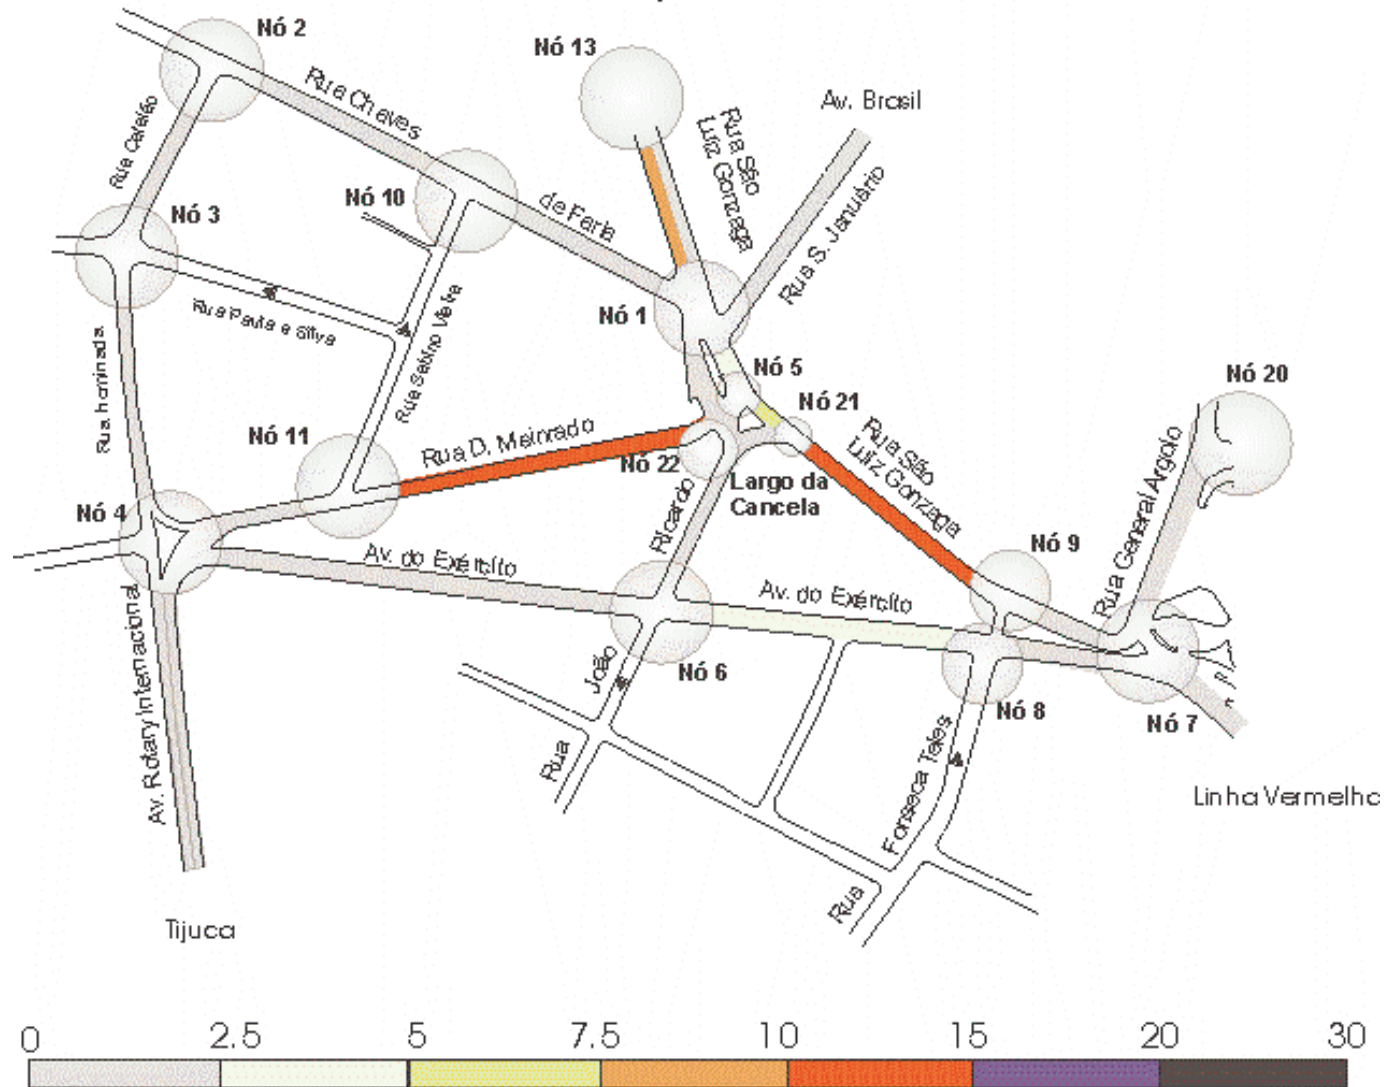 Nó 2
Nó 13
Rua Chaves
Av. Brasil
Rua São
Luiz Gonzaga
Rua Catalão
Nó 10
Nó 3
de Faria
Rua S. Januário
Rua Paula e Silva
Nó 1
Rua Sabino Vieira
Rua Inominada
Nó 5
Nó 20
Nó 21
Nó 11
Rua D. Meinrado
Rua São
Luiz Gonzaga
Nó 22
Largo da
Cancela
Nó 4
Ricardo
Rua General Argolo
Nó 9
Av. do Exército
Av. do Exército
João
Nó 6
Nó 8
Nó 7
Av. Rotary Internacional
Rua
Fonseca Teles
Linha Vermelha
Rua
Tijuca
0 2.5 5 7.5 10 15 20 30